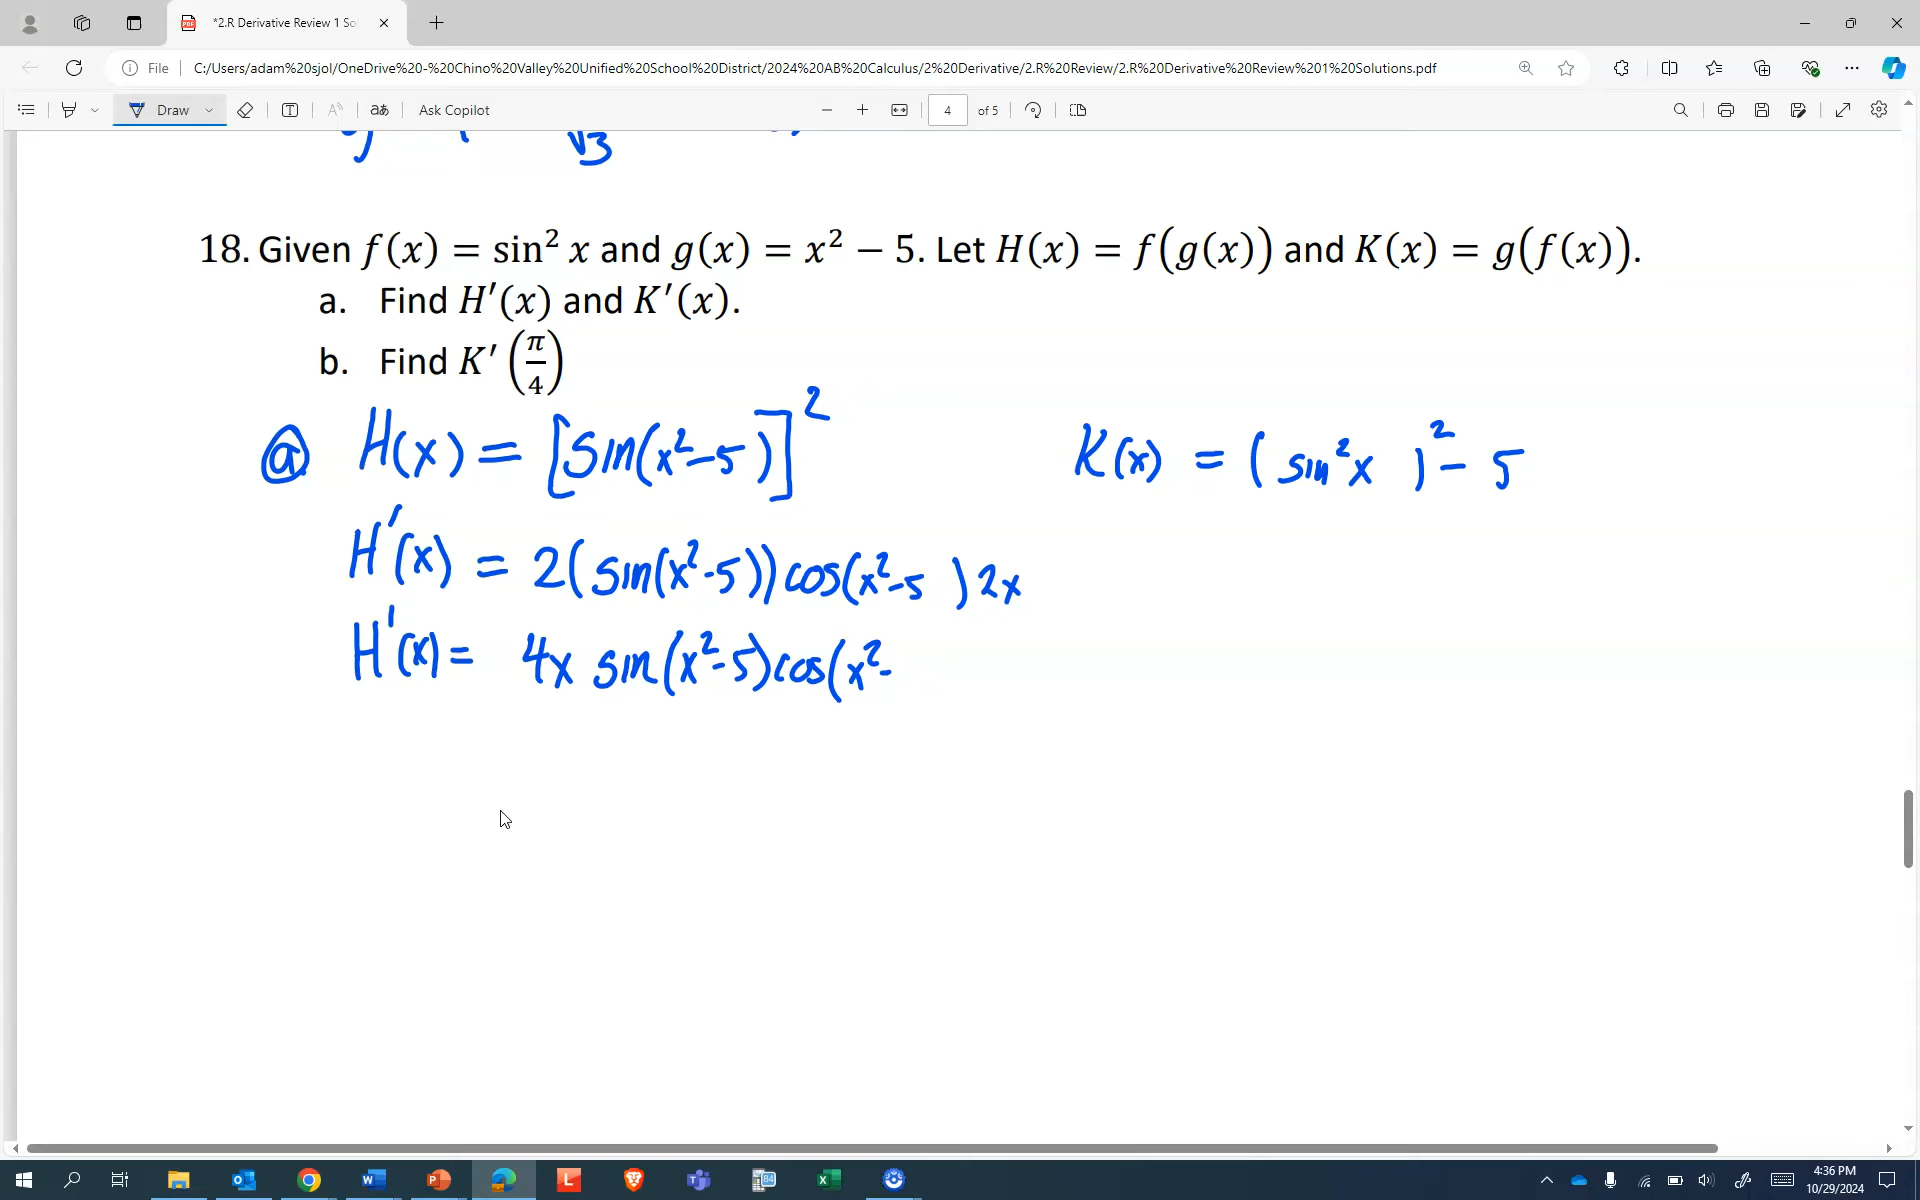 *2.R Derivative Review 1 So
File C:/Users/adam%20sjol/OneDrive%20-%20Chino%20Valley%20Unified%20School%20District/2024%20AB%20Calculus/2%20Derivative/2.R%20Review/2.R%20Derivative%20Review%201%20Solutions.pdf
Draw Ask Copilot 4 of 5
√3
18. Given f(x) = sin² x and g(x) = x² − 5. Let H(x) = f(g(x)) and K(x) = g(f(x)).
a. Find H′(x) and K′(x).
b. Find K′(π/4)
ⓐ H(x) = [sin(x²-5)]²
K(x) = (sin²x)² - 5
H'(x) = 2(sin(x²-5))cos(x²-5)2x
H'(x) = 4x sin(x²-5)cos(x²-
4:36 PM
10/29/2024